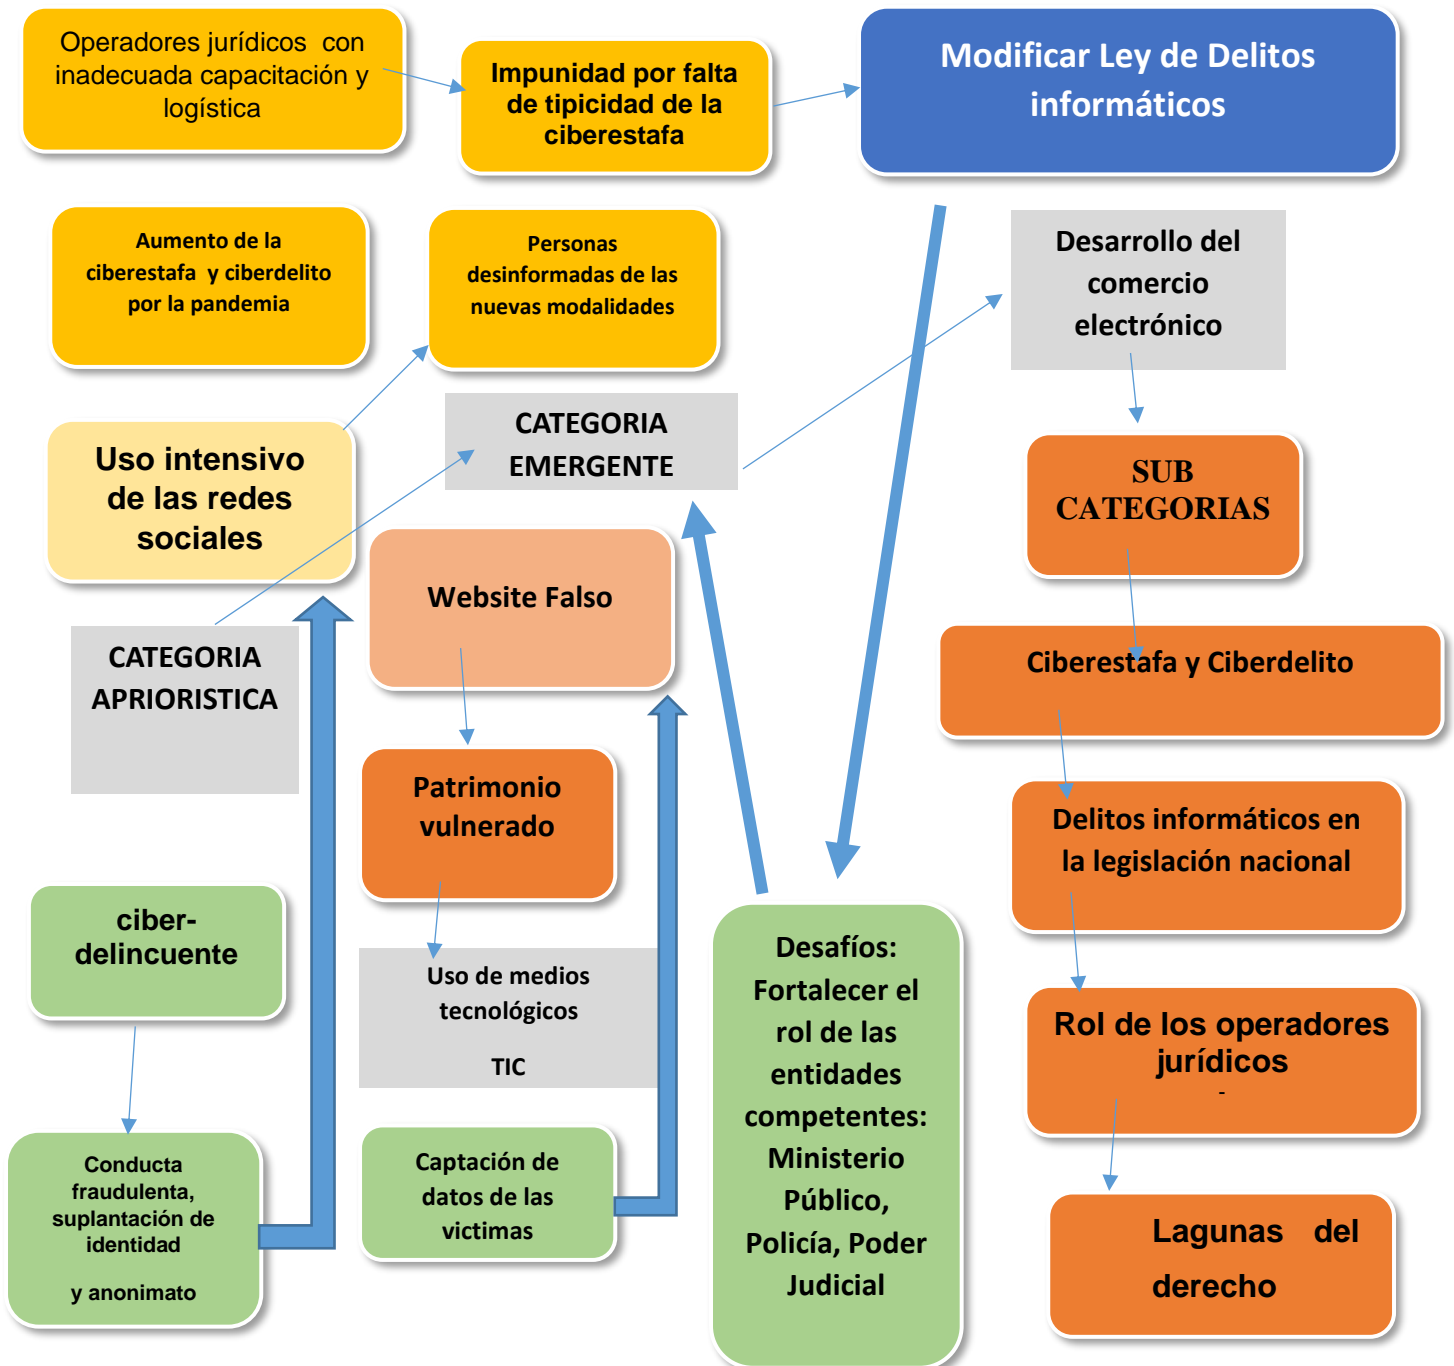 Operadores jurídicos con
inadecuada capacitación y
logística
Impunidad por falta
de tipicidad de la
ciberestafa
Modificar Ley de Delitos
informáticos
Aumento de la
ciberestafa y ciberdelito
por la pandemia
Personas
desinformadas de las
nuevas modalidades
Desarrollo del
comercio
electrónico
CATEGORIA
EMERGENTE
Uso intensivo
de las redes
sociales
SUB
CATEGORIAS
Website Falso
CATEGORIA
APRIORISTICA
Ciberestafa y Ciberdelito
Patrimonio
vulnerado
Delitos informáticos en
la legislación nacional
ciber-
delincuente
Uso de medios
tecnológicos
TIC
Desafíos:
Fortalecer el
rol de las
entidades
competentes:
Ministerio
Público,
Policía, Poder
Judicial
Rol de los operadores
jurídicos
-
Conducta
fraudulenta,
suplantación de
identidad
y anonimato
Captación de
datos de las
victimas
Lagunas del
derecho